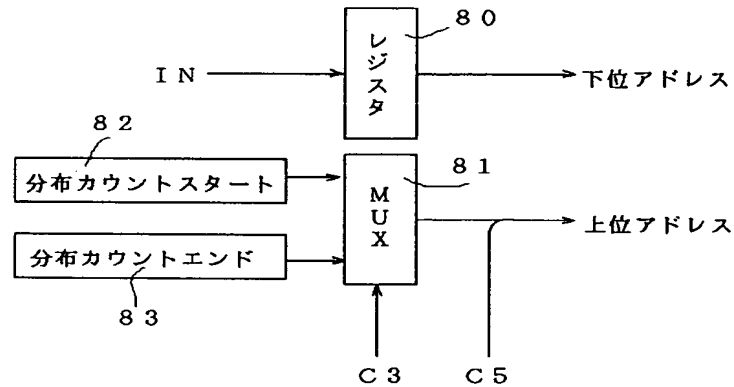 80
レジスタ
IN
下位アドレス
82
分布カウントスタート
81
MUX
上位アドレス
分布カウントエンド
83
C3
C5